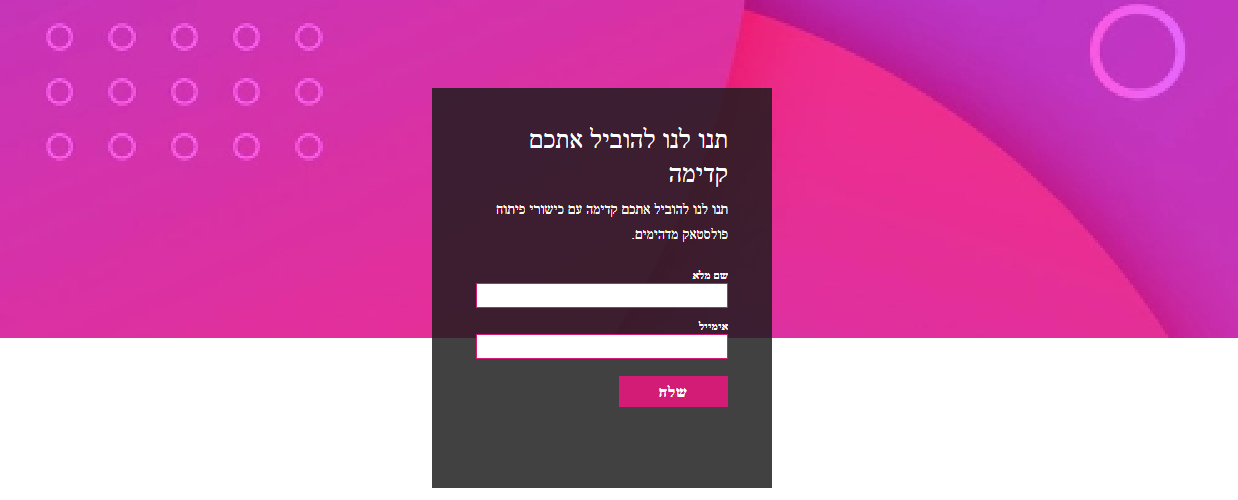 תנו לנו להוביל אתכם
קדימה
תנו לנו להוביל אתכם קדימה עם כישורי פיתוח
פולסטאק מדהימים.
שם מלא
אימייל
שלח